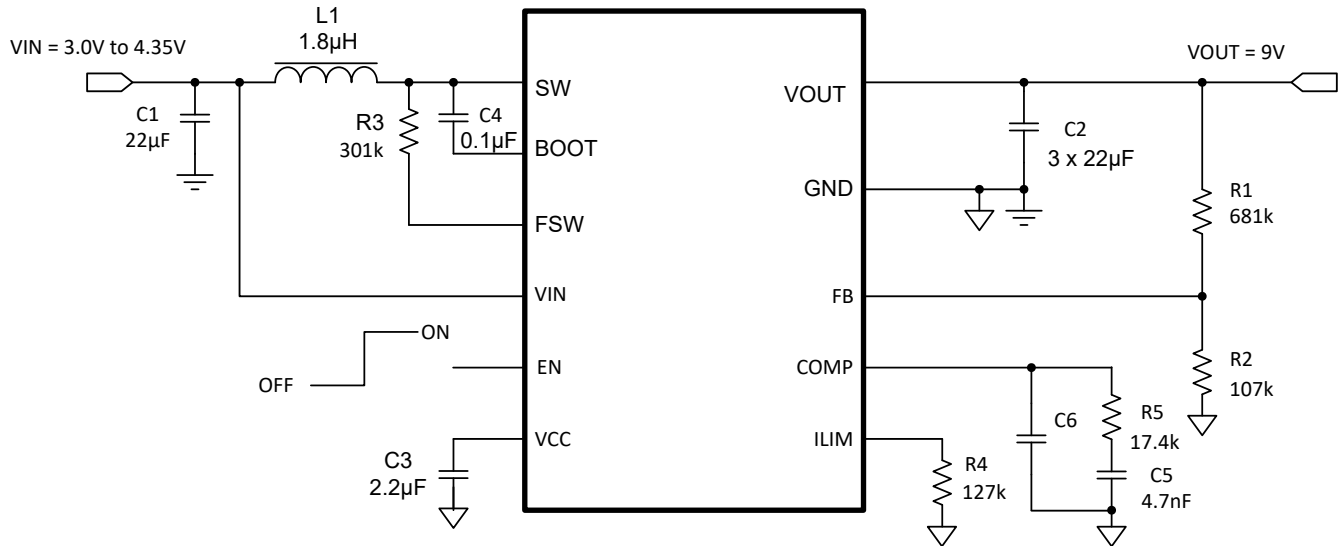 L1
1.8µH
VIN = 3.0V to 4.35V
VOUT = 9V
C1
22µF
R3
301k
C4
0.1µF
SW
BOOT
FSW
VIN
EN
VCC
ON
OFF
C3
2.2µF
VOUT
GND
FB
COMP
ILIM
C2
3 x 22µF
R1
681k
R2
107k
C6
R5
17.4k
C5
4.7nF
R4
127k